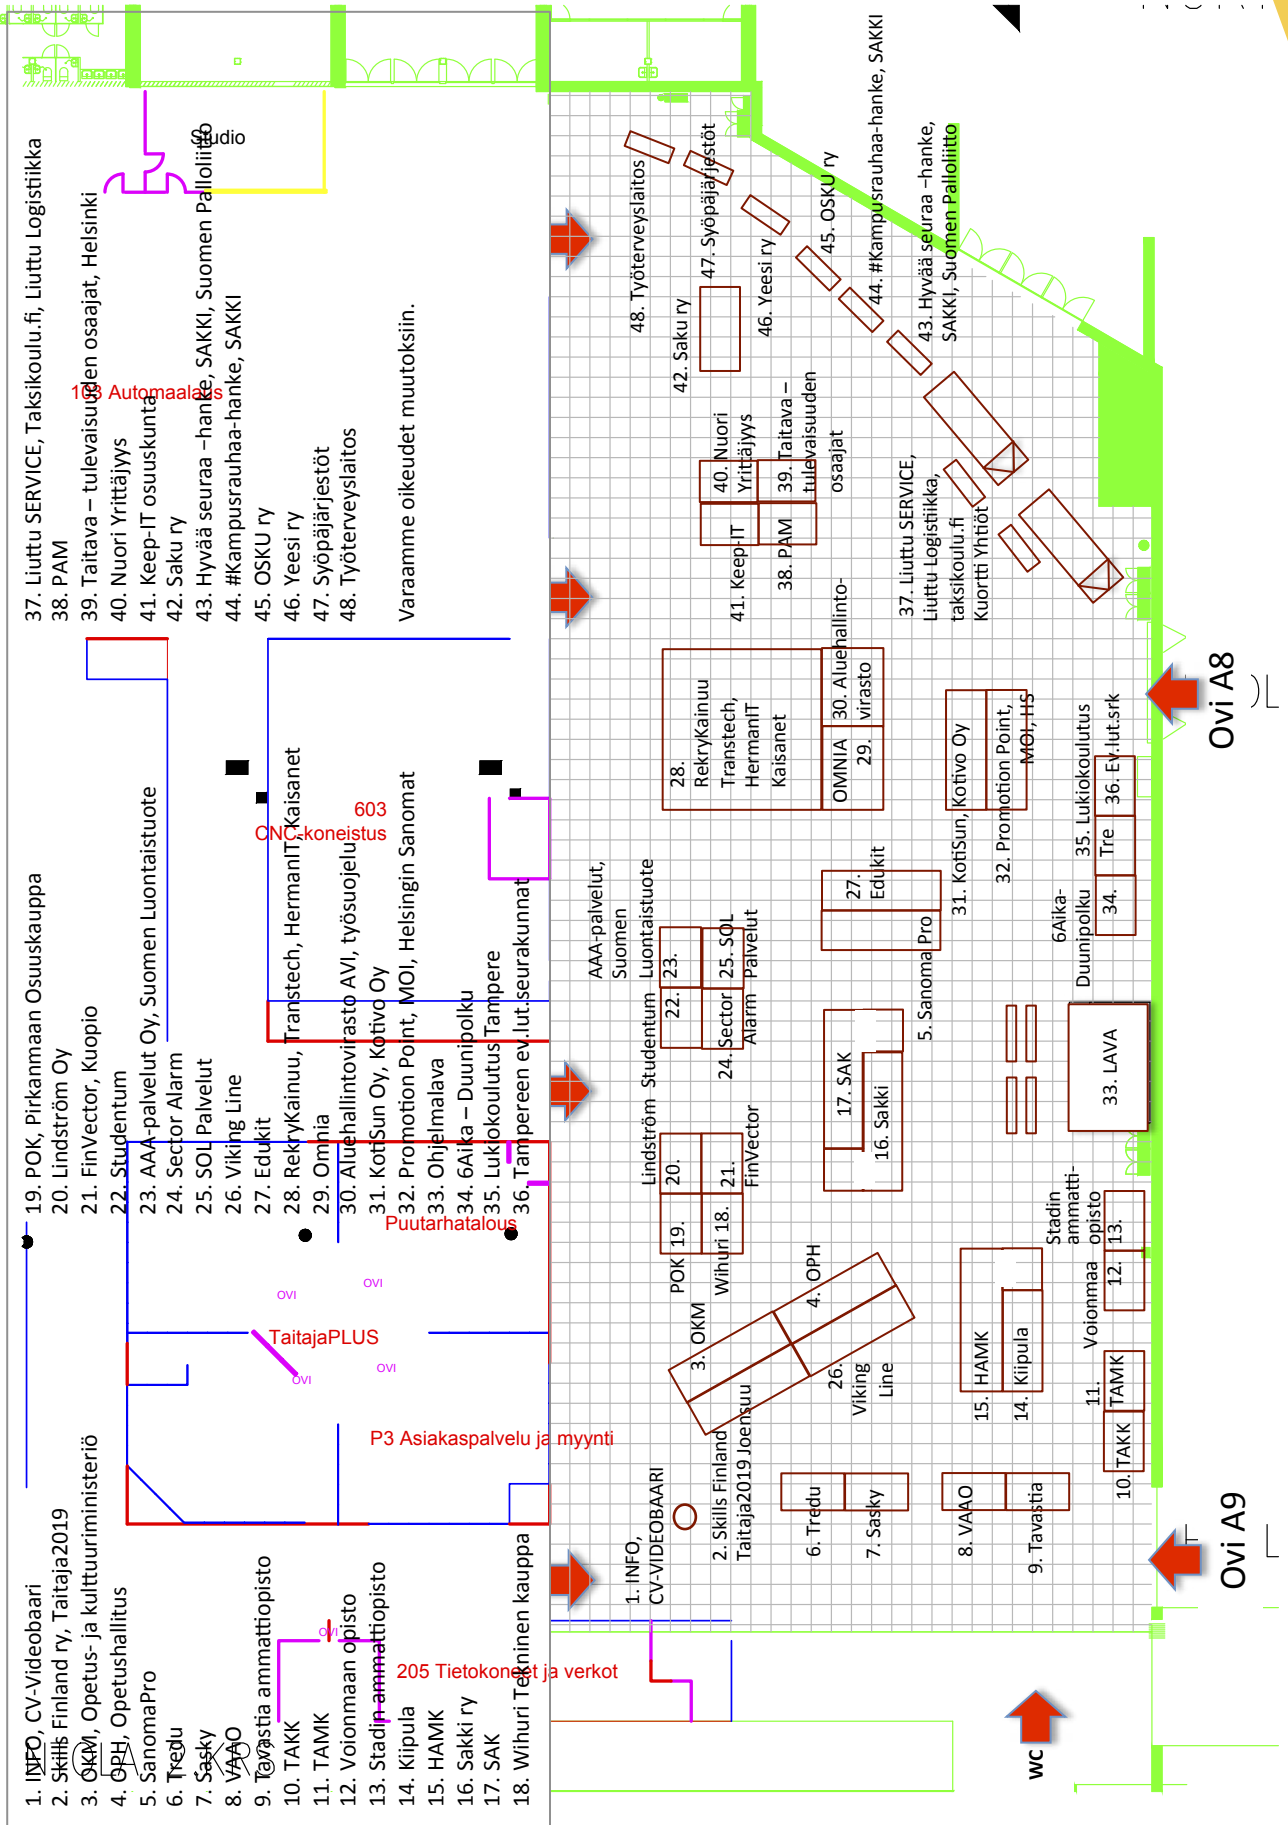 1. INFO, CV-Videobaari
2. Skills Finland ry, Taitaja2019
3. OKM, Opetus- ja kulttuuriministeriö
4. OPH, Opetushallitus
5. SanomaPro
6. Tredu
7. Sasky
8. VAAO
9. Tavastia ammattiopisto
10. TAKK
11. TAMK
12. Voionmaan opisto
13. Stadin ammattiopisto
14. Kiipula
15. HAMK
16. Sakki ry
17. SAK
18. Wihuri Tekninen kauppa
19. POK, Pirkanmaan Osuuskauppa
20. Lindström Oy
21. FinVector, Kuopio
22. Studentum
23. AAA-palvelut Oy, Suomen Luontaistuote
24. Sector Alarm
25. SOL Palvelut
26. Viking Line
27. Edukit
28. RekryKainuu, Transtech, HermanIT, Kaisanet
29. Omnia
30. Aluehallintovirasto AVI, työsuojelu
31. KotiSun Oy, Kotivo Oy
32. Promotion Point, MOI, Helsingin Sanomat
33. Ohjelmalava
34. 6Aika – Duunipolku
35. Lukiokoulutus Tampere
36. Tampereen ev.lut.seurakunnat
37. Liuttu SERVICE, Taksikoulu.fi, Liuttu Logistiikka
38. PAM
39. Taitava – tulevaisuuden osaajat, Helsinki
40. Nuori Yrittäjyys
41. Keep-IT osuuskunta
42. Saku ry
43. Hyvää seuraa –hanke, SAKKI, Suomen Palloliitto
44. #Kampusrauhaa-hanke, SAKKI
45. OSKU ry
46. Yeesi ry
47. Syöpäjärjestöt
48. Työterveyslaitos
Varaamme oikeudet muutoksiin.
Studio
103 Automaalaus
603
CNC-koneistus
Puutarhatalous
OVI
OVI
TaitajaPLUS
OVI
OVI
P3 Asiakaspalvelu ja myynti
OVI
205 Tietokoneet ja verkot
1. INFO,
CV-VIDEOBAARI
2. Skills Finland
Taitaja2019 Joensuu
3. OKM
4. OPH
26.
Viking
Line
6. Tredu
7. Sasky
8. VAAO
9. Tavastia
10. TAKK
11.
TAMK
Voionmaa
12.
Stadin
ammatti-
opisto
13.
15. HAMK
14. Kiipula
POK 19.
Wihuri 18.
Lindström
20.
21.
FinVector
Studentum
22.
AAA-palvelut,
Suomen
Luontaistuote
23.
24. Sector
Alarm
25. SOL
Palvelut
17. SAK
16. Sakki
5. Sanoma Pro
27.
Edukit
33. LAVA
6Aika-
Duunipolku
34.
35. Lukiokoulutus
Tre
36. Ev.lut.srk
31. KotiSun, Kotivo Oy
32. Promotion Point,
MOI, HS
28.
RekryKainuu
Transtech,
HermanIT
Kaisanet
OMNIA
29.
30. Aluehallinto-
virasto
41. Keep-IT
38. PAM
40. Nuori
Yrittäjyys
39. Taitava –
tulevaisuuden
osaajat
37. Liuttu SERVICE,
Liuttu Logistiikka,
taksikoulu.fi
Kuortti Yhtiöt
42. Saku ry
48. Työterveyslaitos
47. Syöpäjärjestöt
46. Yeesi ry
45. OSKU ry
44. #Kampusrauhaa-hanke, SAKKI
43. Hyvää seuraa –hanke,
SAKKI, Suomen Palloliitto
Ovi A8
Ovi A9
WC